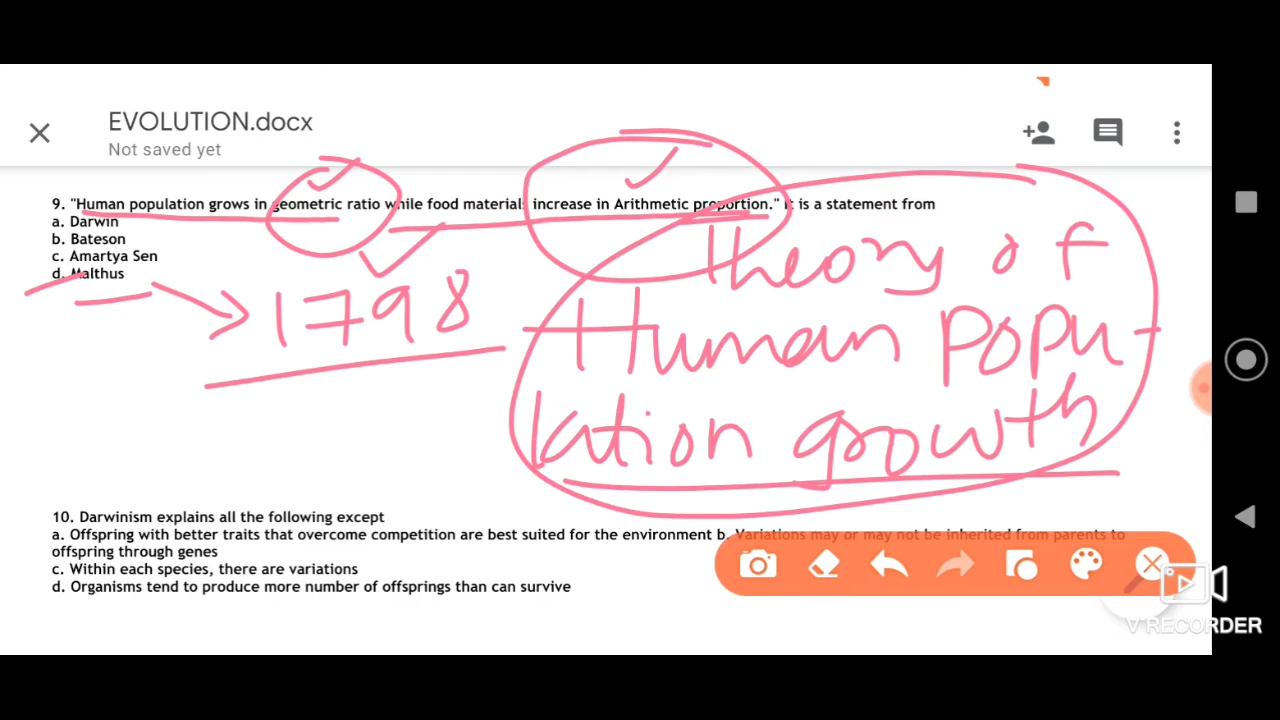 EVOLUTION.docx
Not saved yet
9. "Human population grows in geometric ratio while food materials increase in Arithmetic proportion." It is a statement from
a. Darwin
b. Bateson
c. Amartya Sen
d. Malthus
1798
Theory of
Human Popu-
lation growth
10. Darwinism explains all the following except
a. Offspring with better traits that overcome competition are best suited for the environment b. Variations may or may not be inherited from parents to
offspring through genes
c. Within each species, there are variations
d. Organisms tend to produce more number of offsprings than can survive
V RECORDER